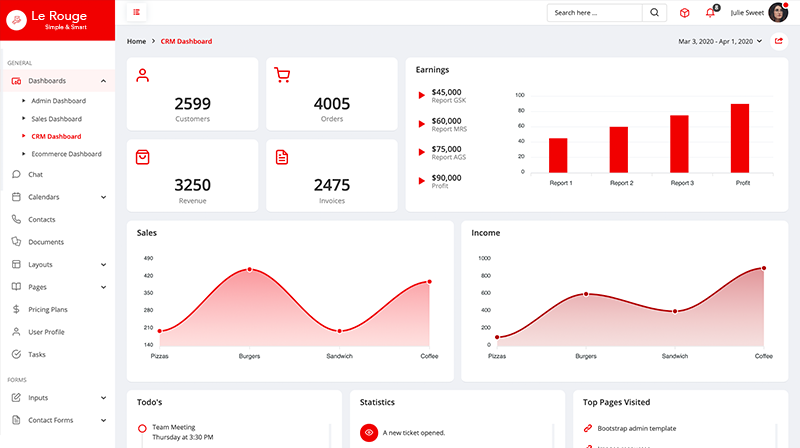 Le Rouge
Simple & Smart
Search here ...
8
Julie Sweet
Home > CRM Dashboard
Mar 3, 2020 - Apr 1, 2020
GENERAL
Dashboards
Admin Dashboard
Sales Dashboard
CRM Dashboard
Ecommerce Dashboard
Chat
Calendars
Contacts
Documents
Layouts
Pages
Pricing Plans
User Profile
Tasks
FORMS
Inputs
Contact Forms
2599
Customers
4005
Orders
3250
Revenue
2475
Invoices
Earnings
$45,000
Report GSK
$60,000
Report MRS
$75,000
Report AGS
$90,000
Profit
100
80
60
40
20
0
Report 1
Report 2
Report 3
Profit
Sales
490
420
350
280
210
140
Pizzas
Burgers
Sandwich
Coffee
Income
1000
800
600
400
200
0
Pizzas
Burgers
Sandwich
Coffee
Todo's
Team Meeting
Thursday at 3:30 PM
Statistics
A new ticket opened.
Top Pages Visited
Bootstrap admin template